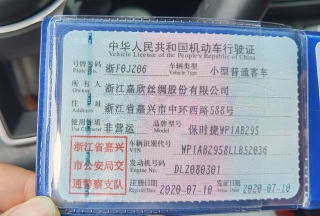 中华人民共和国机动车行驶证
Vehicle License of the People's Republic of China
号牌号码 浙F0JZ06 车辆类型 小型普通客车
Plate No. Vehicle Type
所有人 浙江嘉欣丝绸股份有限公司
Owner
住址 浙江省嘉兴市中环西路588号
Address
使用性质 非营运 品牌型号 保时捷WP1AB295
Use Character Model
浙江省嘉兴
市公安局交
通警察支队
车辆识别代号 WP1AB2958LLB52036
VIN
发动机号码 DLZ080301
Engine No.
注册日期 2020-07-10 发证日期 2020-07-10
Register Date Issue Date